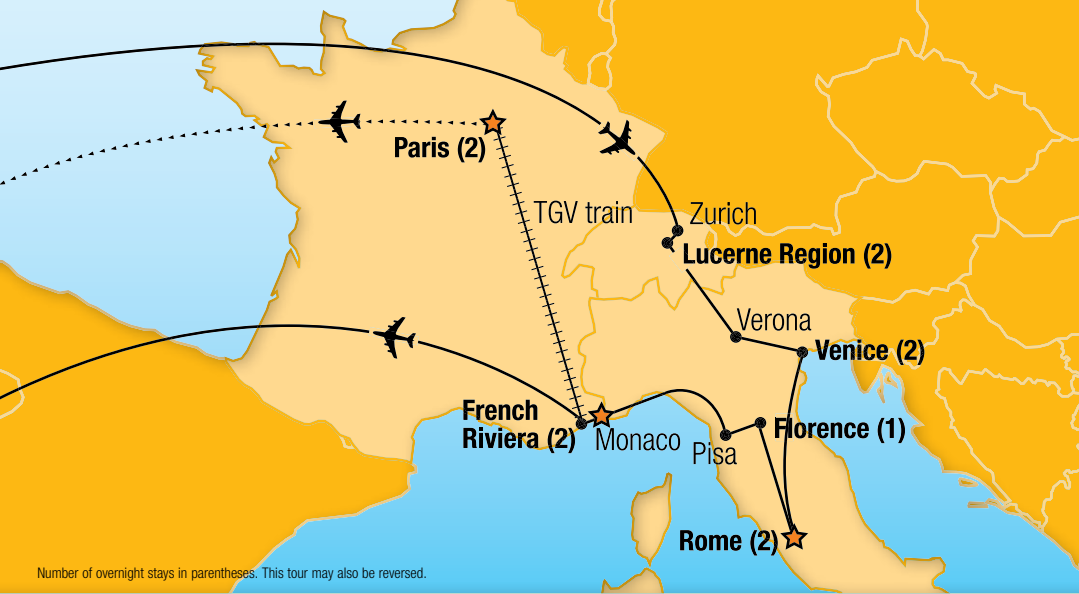 Paris (2)
TGV train
Zurich
Lucerne Region (2)
Verona
Venice (2)
French
Riviera (2)
Monaco
Pisa
Florence (1)
Rome (2)
Number of overnight stays in parentheses. This tour may also be reversed.